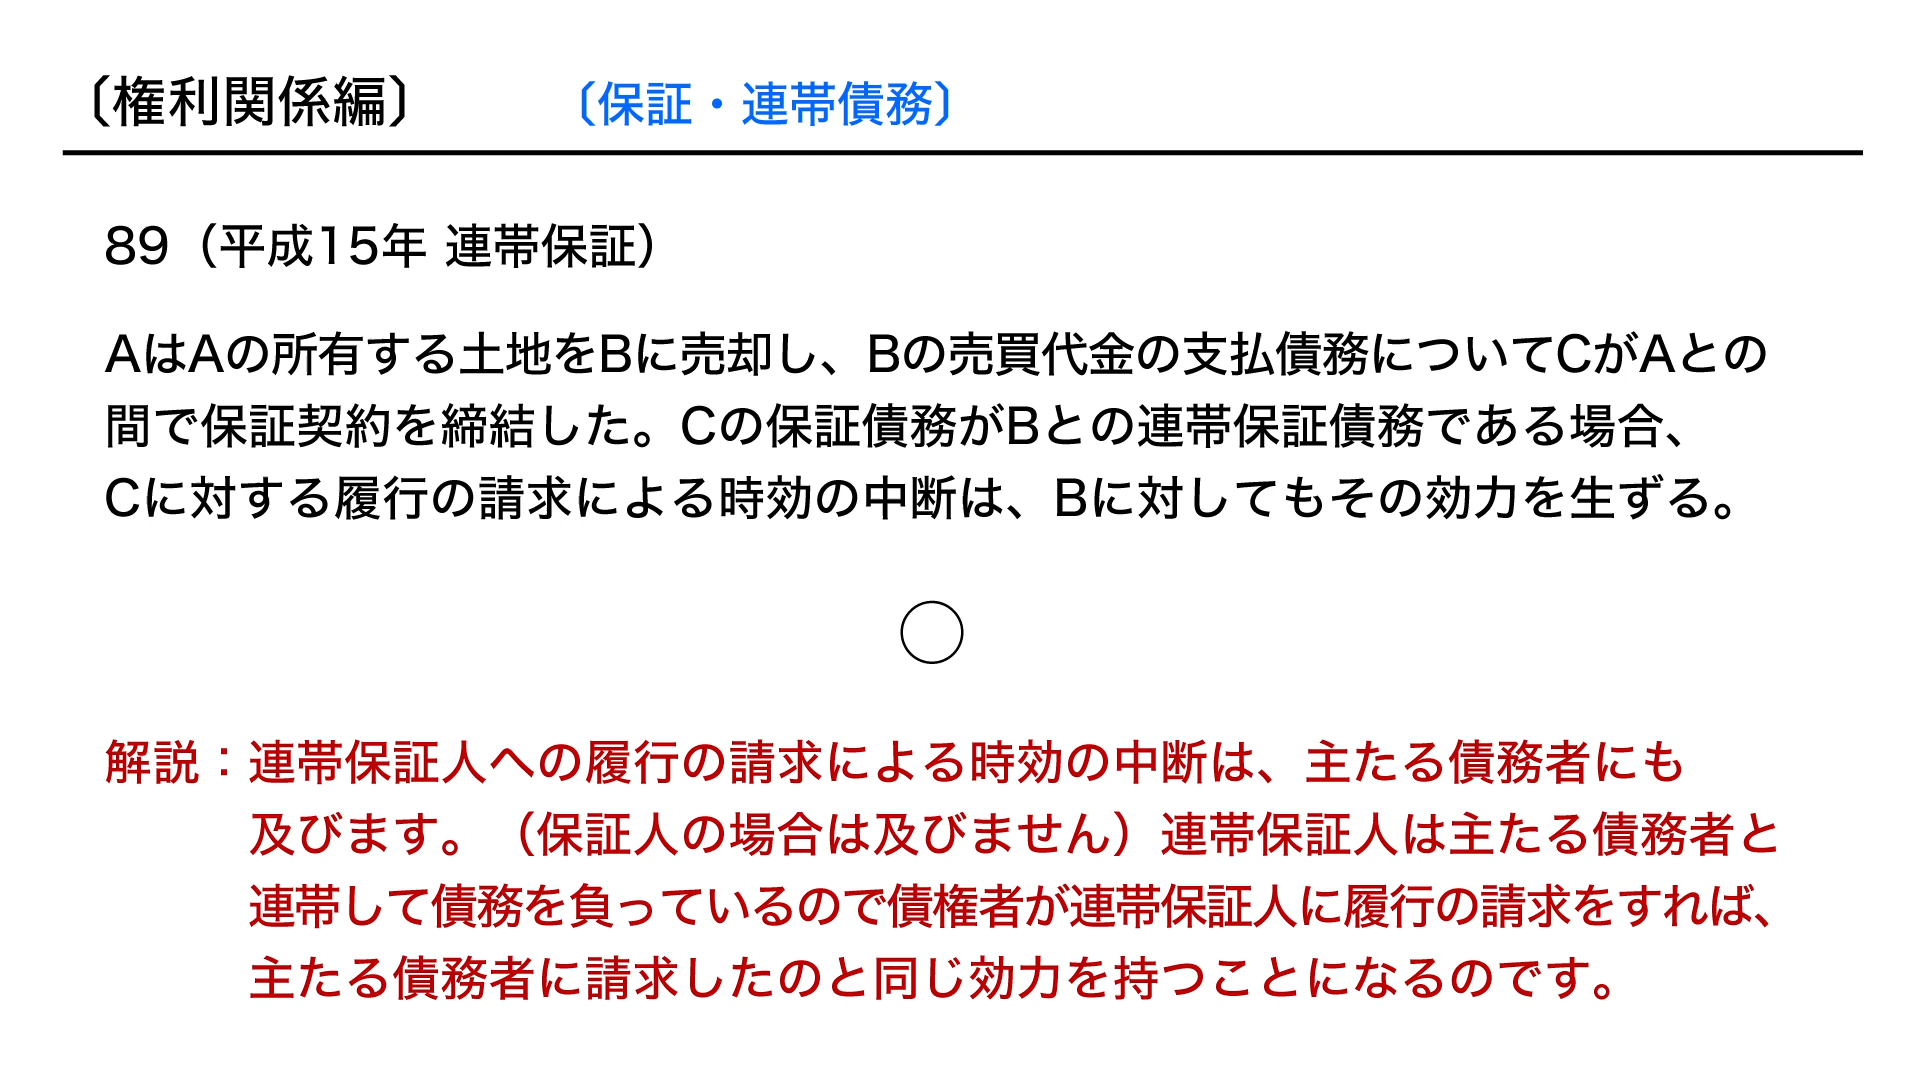 〔権利関係編〕 〔保証・連帯債務〕
89（平成15年 連帯保証）
AはAの所有する土地をBに売却し、Bの売買代金の支払債務についてCがAとの
間で保証契約を締結した。Cの保証債務がBとの連帯保証債務である場合、
Cに対する履行の請求による時効の中断は、Bに対してもその効力を生ずる。
○
解説：連帯保証人への履行の請求による時効の中断は、主たる債務者にも
及びます。（保証人の場合は及びません）連帯保証人は主たる債務者と
連帯して債務を負っているので債権者が連帯保証人に履行の請求をすれば、
主たる債務者に請求したのと同じ効力を持つことになるのです。